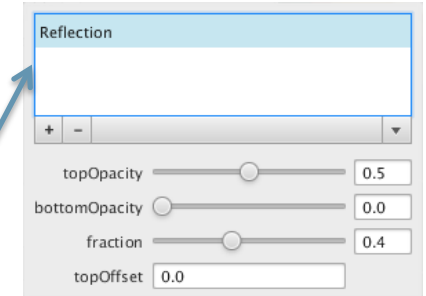 Reflection
+ -
topOpacity 0.5
bottomOpacity 0.0
fraction 0.4
topOffset 0.0